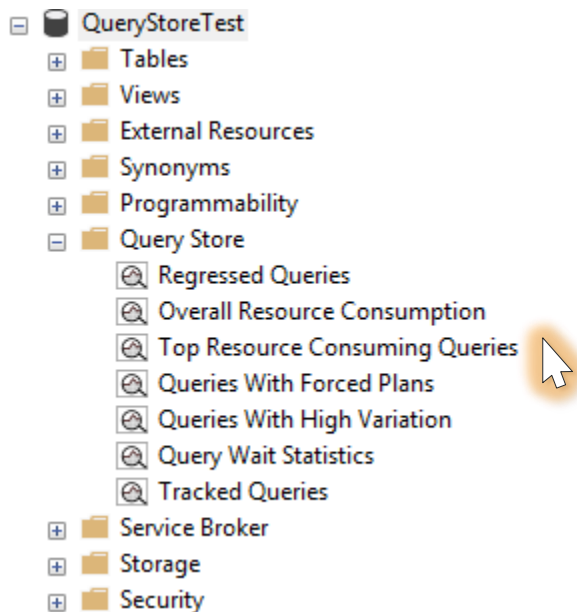 QueryStoreTest
Tables
Views
External Resources
Synonyms
Programmability
Query Store
Regressed Queries
Overall Resource Consumption
Top Resource Consuming Queries
Queries With Forced Plans
Queries With High Variation
Query Wait Statistics
Tracked Queries
Service Broker
Storage
Security